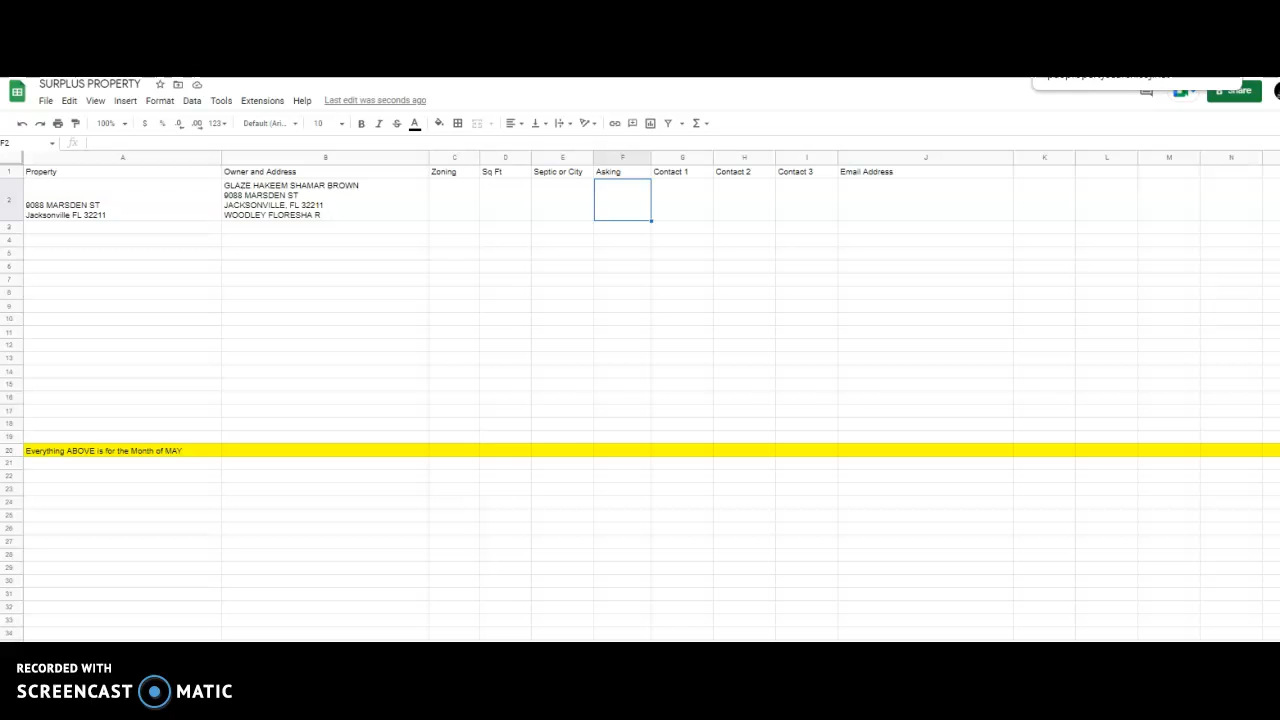 SURPLUS PROPERTY
File Edit View Insert Format Data Tools Extensions Help Last edit was seconds ago
Share
100% $ % .0 .00 123 Default (Ari... 10 B I S A
F2 fx
A B C D E F G H I J K L M N
1 Property Owner and Address Zoning Sq Ft Septic or City Asking Contact 1 Contact 2 Contact 3 Email Address
GLAZE HAKEEM SHAMAR BROWN
9088 MARSDEN ST
2 9088 MARSDEN ST JACKSONVILLE, FL 32211
Jacksonville FL 32211 WOODLEY FLORESHA R
3
4
5
6
7
8
9
10
11
12
13
14
15
16
17
18
19
20 Everything ABOVE is for the Month of MAY
21
22
23
24
25
26
27
28
29
30
31
32
33
34
RECORDED WITH
SCREENCAST MATIC